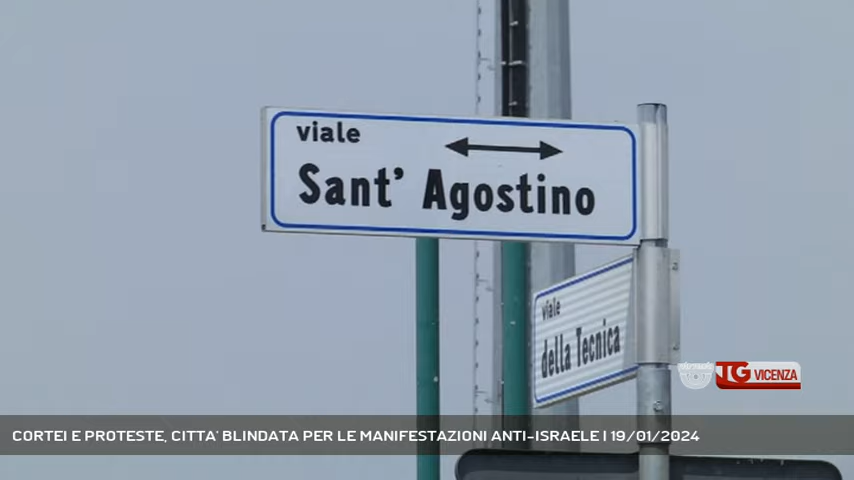 viale
Sant' Agostino
viale
della Tecnica
TG VICENZA
CORTEI E PROTESTE, CITTA' BLINDATA PER LE MANIFESTAZIONI ANTI-ISRAELE | 19/01/2024